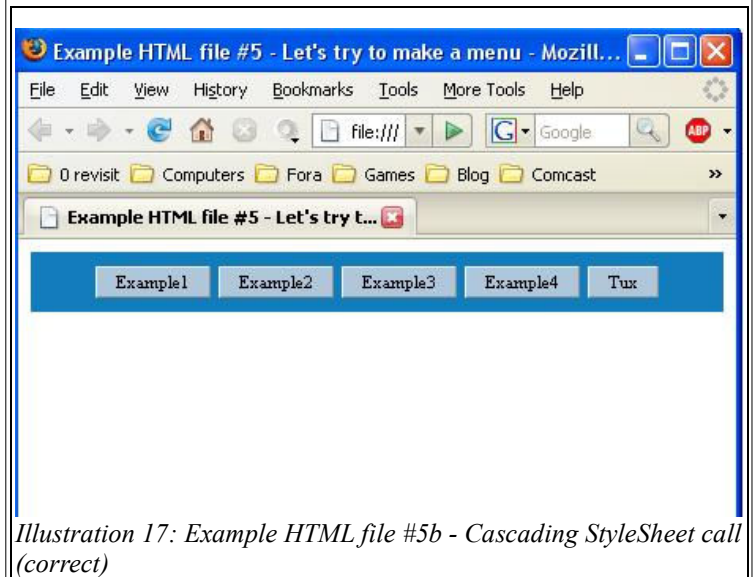 Example HTML file #5 - Let's try to make a menu - Mozill...
File Edit View History Bookmarks Tools More Tools Help
file:/// G Google ABP
0 revisit Computers Fora Games Blog Comcast »
Example HTML file #5 - Let's try t...
Example1 Example2 Example3 Example4 Tux
Illustration 17: Example HTML file #5b - Cascading StyleSheet call
(correct)